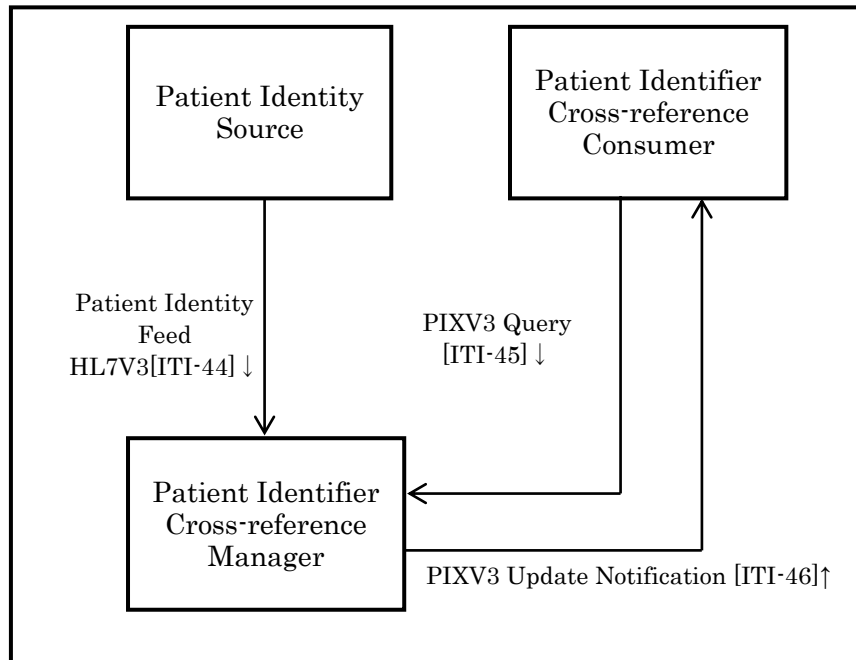 Patient Identity
Source
Patient Identifier
Cross-reference
Consumer
Patient Identity
Feed
HL7V3[ITI-44] ↓
PIXV3 Query
[ITI-45] ↓
Patient Identifier
Cross-reference
Manager
PIXV3 Update Notification [ITI-46]↑